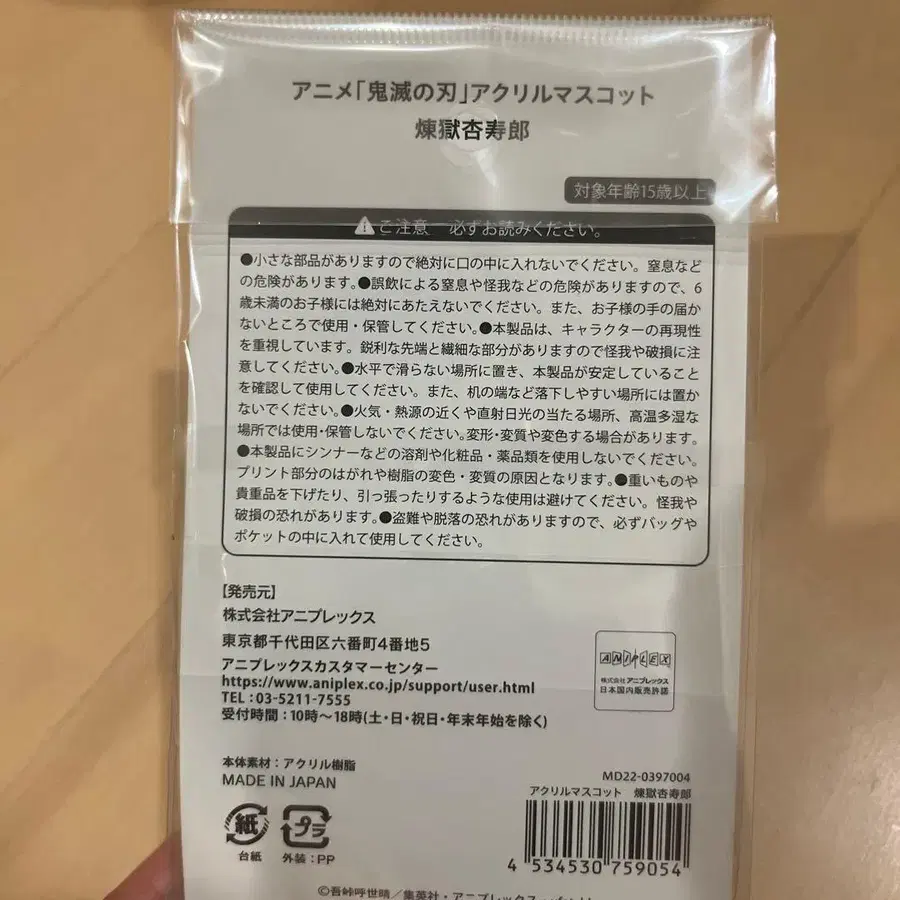 アニメ「鬼滅の刃」アクリルマスコット
煉獄杏寿郎
対象年齢15歳以上
ご注意 必ずお読みください。
●小さな部品がありますので絶対に口の中に入れないでください。窒息など
の危険があります。●誤飲による窒息や怪我などの危険がありますので、6
歳未満のお子様には絶対にあたえないでください。また、お子様の手の届か
ないところで使用・保管してください。●本製品は、キャラクターの再現性
を重視しています。鋭利な先端と繊細な部分がありますので怪我や破損に注
意してください。●水平で滑らない場所に置き、本製品が安定していること
を確認して使用してください。また、机の端など落下しやすい場所には置か
ないでください。●火気・熱源の近くや直射日光の当たる場所、高温多湿な
場所では使用・保管しないでください。変形・変質や変色する場合があります。
●本製品にシンナーなどの溶剤や化粧品・薬品類を使用しないでください。
プリント部分のはがれや樹脂の変色・変質の原因となります。●重いものや
貴重品を下げたり、引っ張ったりするような使用は避けてください。怪我や
破損の恐れがあります。●盗難や脱落の恐れがありますので、必ずバッグや
ポケットの中に入れて使用してください。
【発売元】
株式会社アニプレックス
東京都千代田区六番町4番地5
アニプレックスカスタマーセンター
https://www.aniplex.co.jp/support/user.html
TEL：03-5211-7555
受付時間：10時～18時(土・日・祝日・年末年始を除く)
ANIPLEX
株式会社アニプレックス
日本国内販売許諾
本体素材：アクリル樹脂
MADE IN JAPAN
紙
台紙
プラ
外装：PP
MD22-0397004
アクリルマスコット 煉獄杏寿郎
4 534530 759054
©吾峠呼世晴／集英社・アニプレックス・